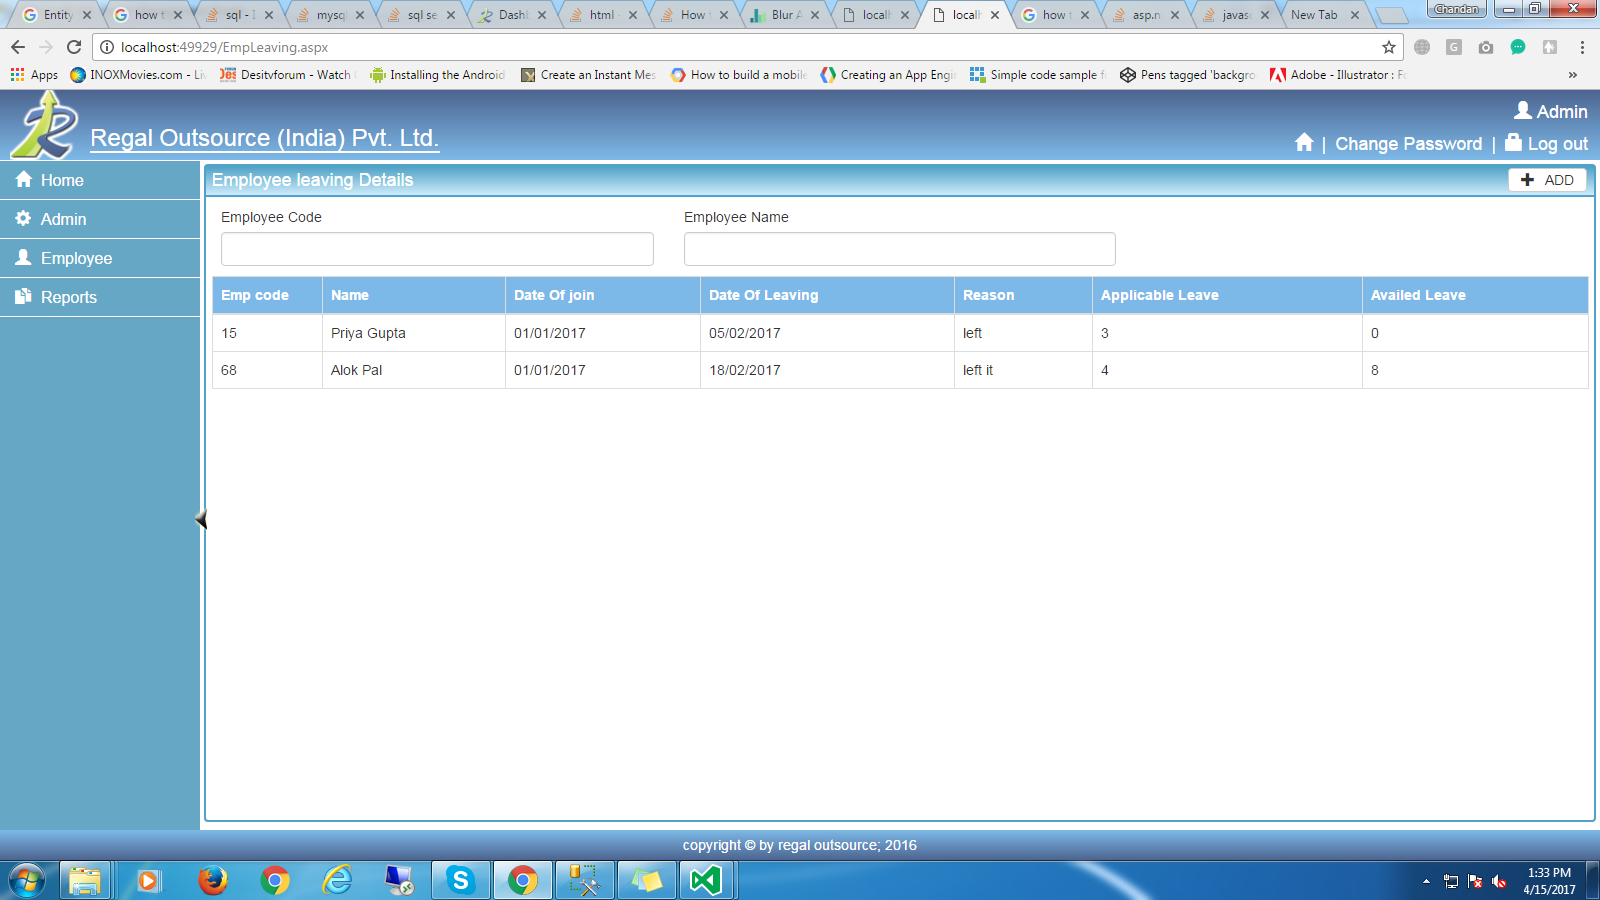 Entity
how t
sql - I
mysql
sql se
Dashl
html -
How t
Blur A
localh
localh
how t
asp.n
javasc
New Tab
Chandan
localhost:49929/EmpLeaving.aspx
Apps
INOXMovies.com - Liv
Desitvforum - Watch
Installing the Android
Create an Instant Mes
How to build a mobile
Creating an App Engi
Simple code sample f
Pens tagged 'backgro
Adobe - Illustrator : Fo
»
Regal Outsource (India) Pvt. Ltd.
Admin
| Change Password | Log out
Home
Admin
Employee
Reports
Employee leaving Details
ADD
Employee Code
Employee Name
Emp code Name Date Of join Date Of Leaving Reason Applicable Leave Availed Leave
15 Priya Gupta 01/01/2017 05/02/2017 left 3 0
68 Alok Pal 01/01/2017 18/02/2017 left it 4 8
copyright © by regal outsource; 2016
1:33 PM
4/15/2017